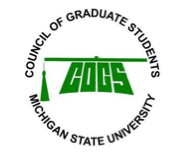 COUNCIL OF GRADUATE STUDENTS
COGS
MICHIGAN STATE UNIVERSITY